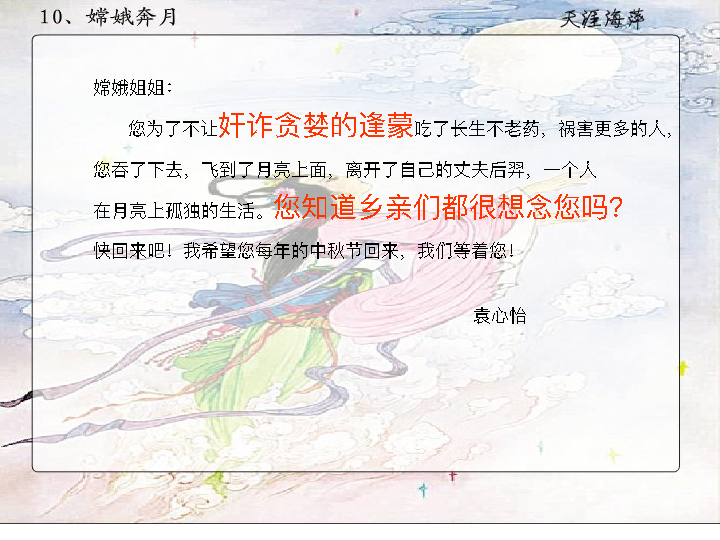 10、嫦娥奔月
天涯海萍
嫦娥姐姐：
您为了不让奸诈贪婪的逢蒙吃了长生不老药，祸害更多的人，
您吞了下去，飞到了月亮上面，离开了自己的丈夫后羿，一个人
在月亮上孤独的生活。您知道乡亲们都很想念您吗？
快回来吧！我希望您每年的中秋节回来，我们等着您！
袁心怡